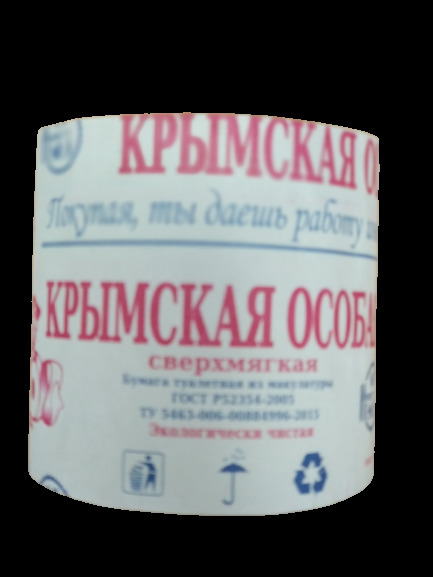 КРЫМСКАЯ О
Покупая, ты даешь работу
КРЫМСКАЯ ОСОБА
сверхмягкая
Бумага туалетная из макулатуры
ГОСТ Р52354-2005
ТУ 5463-006-00884996-2015
Экологически чистая